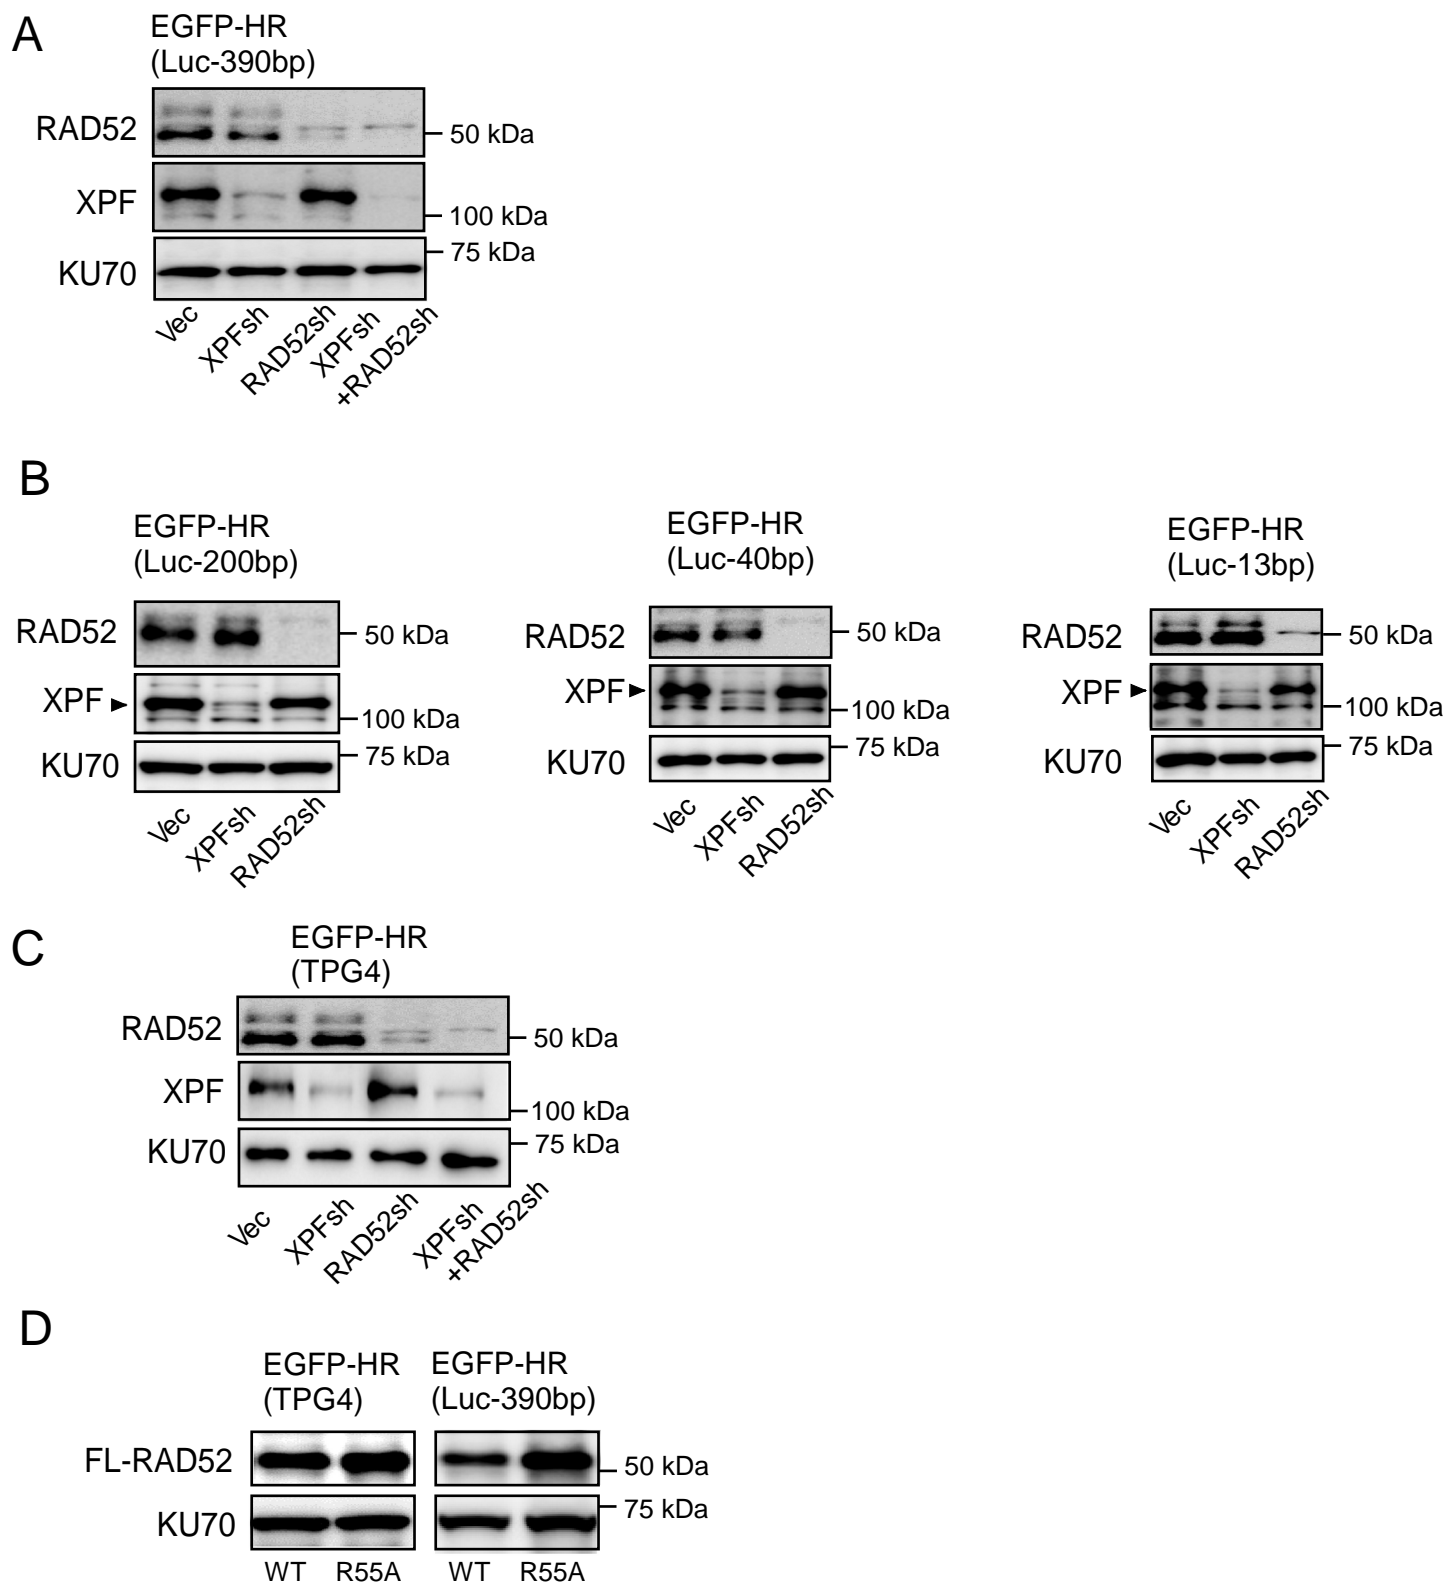 A
EGFP-HR
(Luc-390bp)
RAD52
50 kDa
XPF
100 kDa
75 kDa
KU70
Vec
XPFsh
RAD52sh
XPFsh
+RAD52sh
B
EGFP-HR
(Luc-200bp)
RAD52
50 kDa
XPF
100 kDa
75 kDa
KU70
Vec
XPFsh
RAD52sh
EGFP-HR
(Luc-40bp)
RAD52
50 kDa
XPF
100 kDa
75 kDa
KU70
Vec
XPFsh
RAD52sh
EGFP-HR
(Luc-13bp)
RAD52
50 kDa
XPF
100 kDa
75 kDa
KU70
Vec
XPFsh
RAD52sh
C
EGFP-HR
(TPG4)
RAD52
50 kDa
XPF
100 kDa
75 kDa
KU70
Vec
XPFsh
RAD52sh
XPFsh
+RAD52sh
D
EGFP-HR
(TPG4)
EGFP-HR
(Luc-390bp)
FL-RAD52
50 kDa
75 kDa
KU70
WT R55A WT R55A